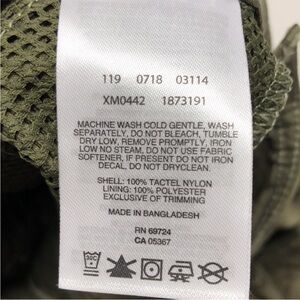 119 0718 03114
XM0442 1873191
MACHINE WASH COLD GENTLE, WASH
SEPARATELY, DO NOT BLEACH, TUMBLE
DRY LOW, REMOVE PROMPTLY, IRON
LOW NO STEAM. DO NOT USE FABRIC
SOFTENER, IF PRESENT DO NOT IRON
DECAL, DO NOT DRYCLEAN.
SHELL: 100% TACTEL NYLON
LINING: 100% POLYESTER
EXCLUSIVE OF TRIMMING
MADE IN BANGLADESH
RN 69724
CA 05367
30C